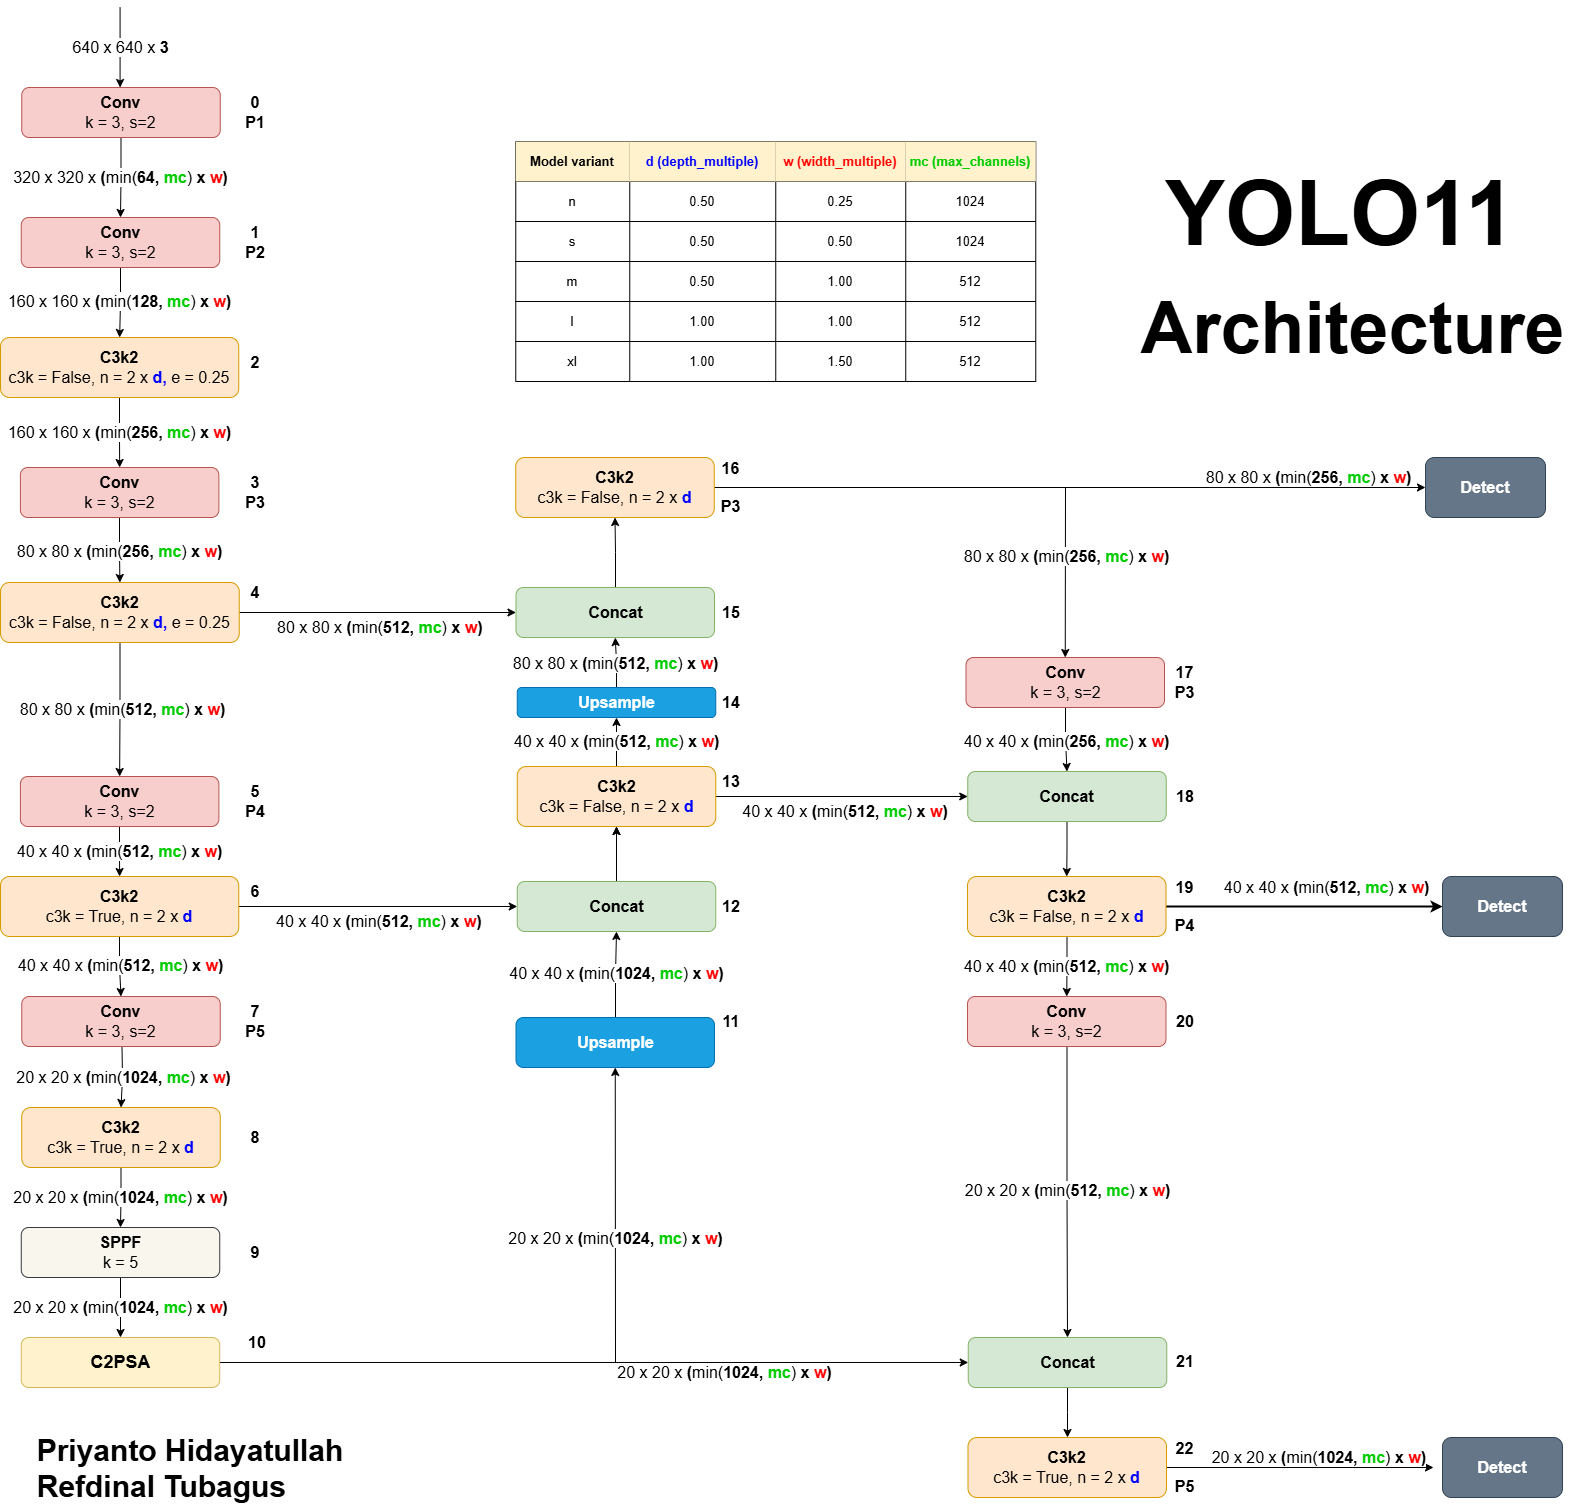 640 x 640 x 3
Conv
k = 3, s=2
0
P1
320 x 320 x (min(64, mc) x w)
Conv
k = 3, s=2
1
P2
160 x 160 x (min(128, mc) x w)
C3k2
c3k = False, n = 2 x d, e = 0.25
2
160 x 160 x (min(256, mc) x w)
Conv
k = 3, s=2
3
P3
80 x 80 x (min(256, mc) x w)
C3k2
c3k = False, n = 2 x d, e = 0.25
4
80 x 80 x (min(512, mc) x w)
80 x 80 x (min(512, mc) x w)
Conv
k = 3, s=2
5
P4
40 x 40 x (min(512, mc) x w)
C3k2
c3k = True, n = 2 x d
6
40 x 40 x (min(512, mc) x w)
40 x 40 x (min(512, mc) x w)
Conv
k = 3, s=2
7
P5
20 x 20 x (min(1024, mc) x w)
C3k2
c3k = True, n = 2 x d
8
20 x 20 x (min(1024, mc) x w)
SPPF
k = 5
9
20 x 20 x (min(1024, mc) x w)
C2PSA
10
20 x 20 x (min(1024, mc) x w)
Priyanto Hidayatullah
Refdinal Tubagus
Model variant d (depth_multiple) w (width_multiple) mc (max_channels)
n 0.50 0.25 1024
s 0.50 0.50 1024
m 0.50 1.00 512
l 1.00 1.00 512
xl 1.00 1.50 512
YOLO11
Architecture
C3k2
c3k = False, n = 2 x d
16
P3
Concat
15
80 x 80 x (min(512, mc) x w)
Upsample
14
40 x 40 x (min(512, mc) x w)
C3k2
c3k = False, n = 2 x d
13
40 x 40 x (min(512, mc) x w)
Concat
12
40 x 40 x (min(1024, mc) x w)
Upsample
11
20 x 20 x (min(1024, mc) x w)
80 x 80 x (min(256, mc) x w)
Detect
80 x 80 x (min(256, mc) x w)
Conv
k = 3, s=2
17
P3
40 x 40 x (min(256, mc) x w)
Concat
18
C3k2
c3k = False, n = 2 x d
19
P4
40 x 40 x (min(512, mc) x w)
Detect
40 x 40 x (min(512, mc) x w)
Conv
k = 3, s=2
20
20 x 20 x (min(512, mc) x w)
Concat
21
C3k2
c3k = True, n = 2 x d
22
P5
20 x 20 x (min(1024, mc) x w)
Detect